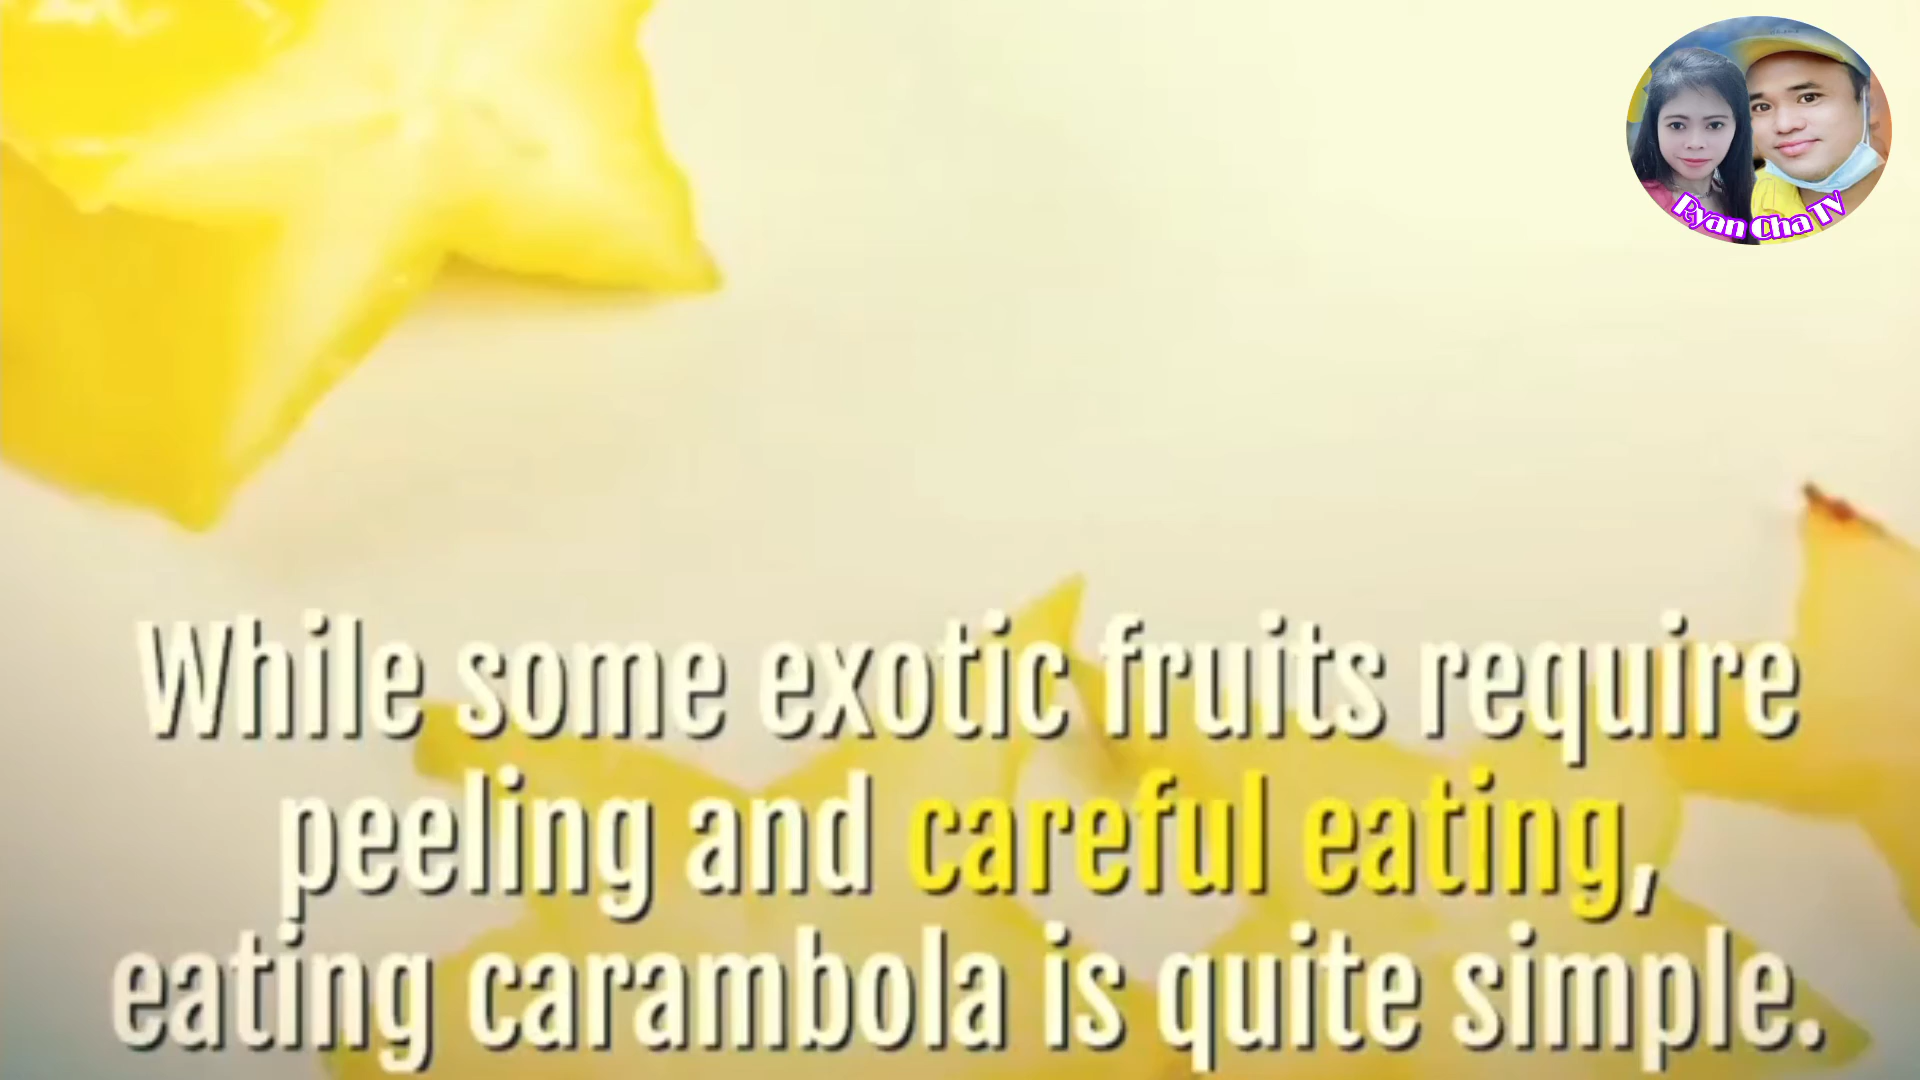 Ryan Cha TV
While some exotic fruits require
peeling and careful eating,
eating carambola is quite simple.